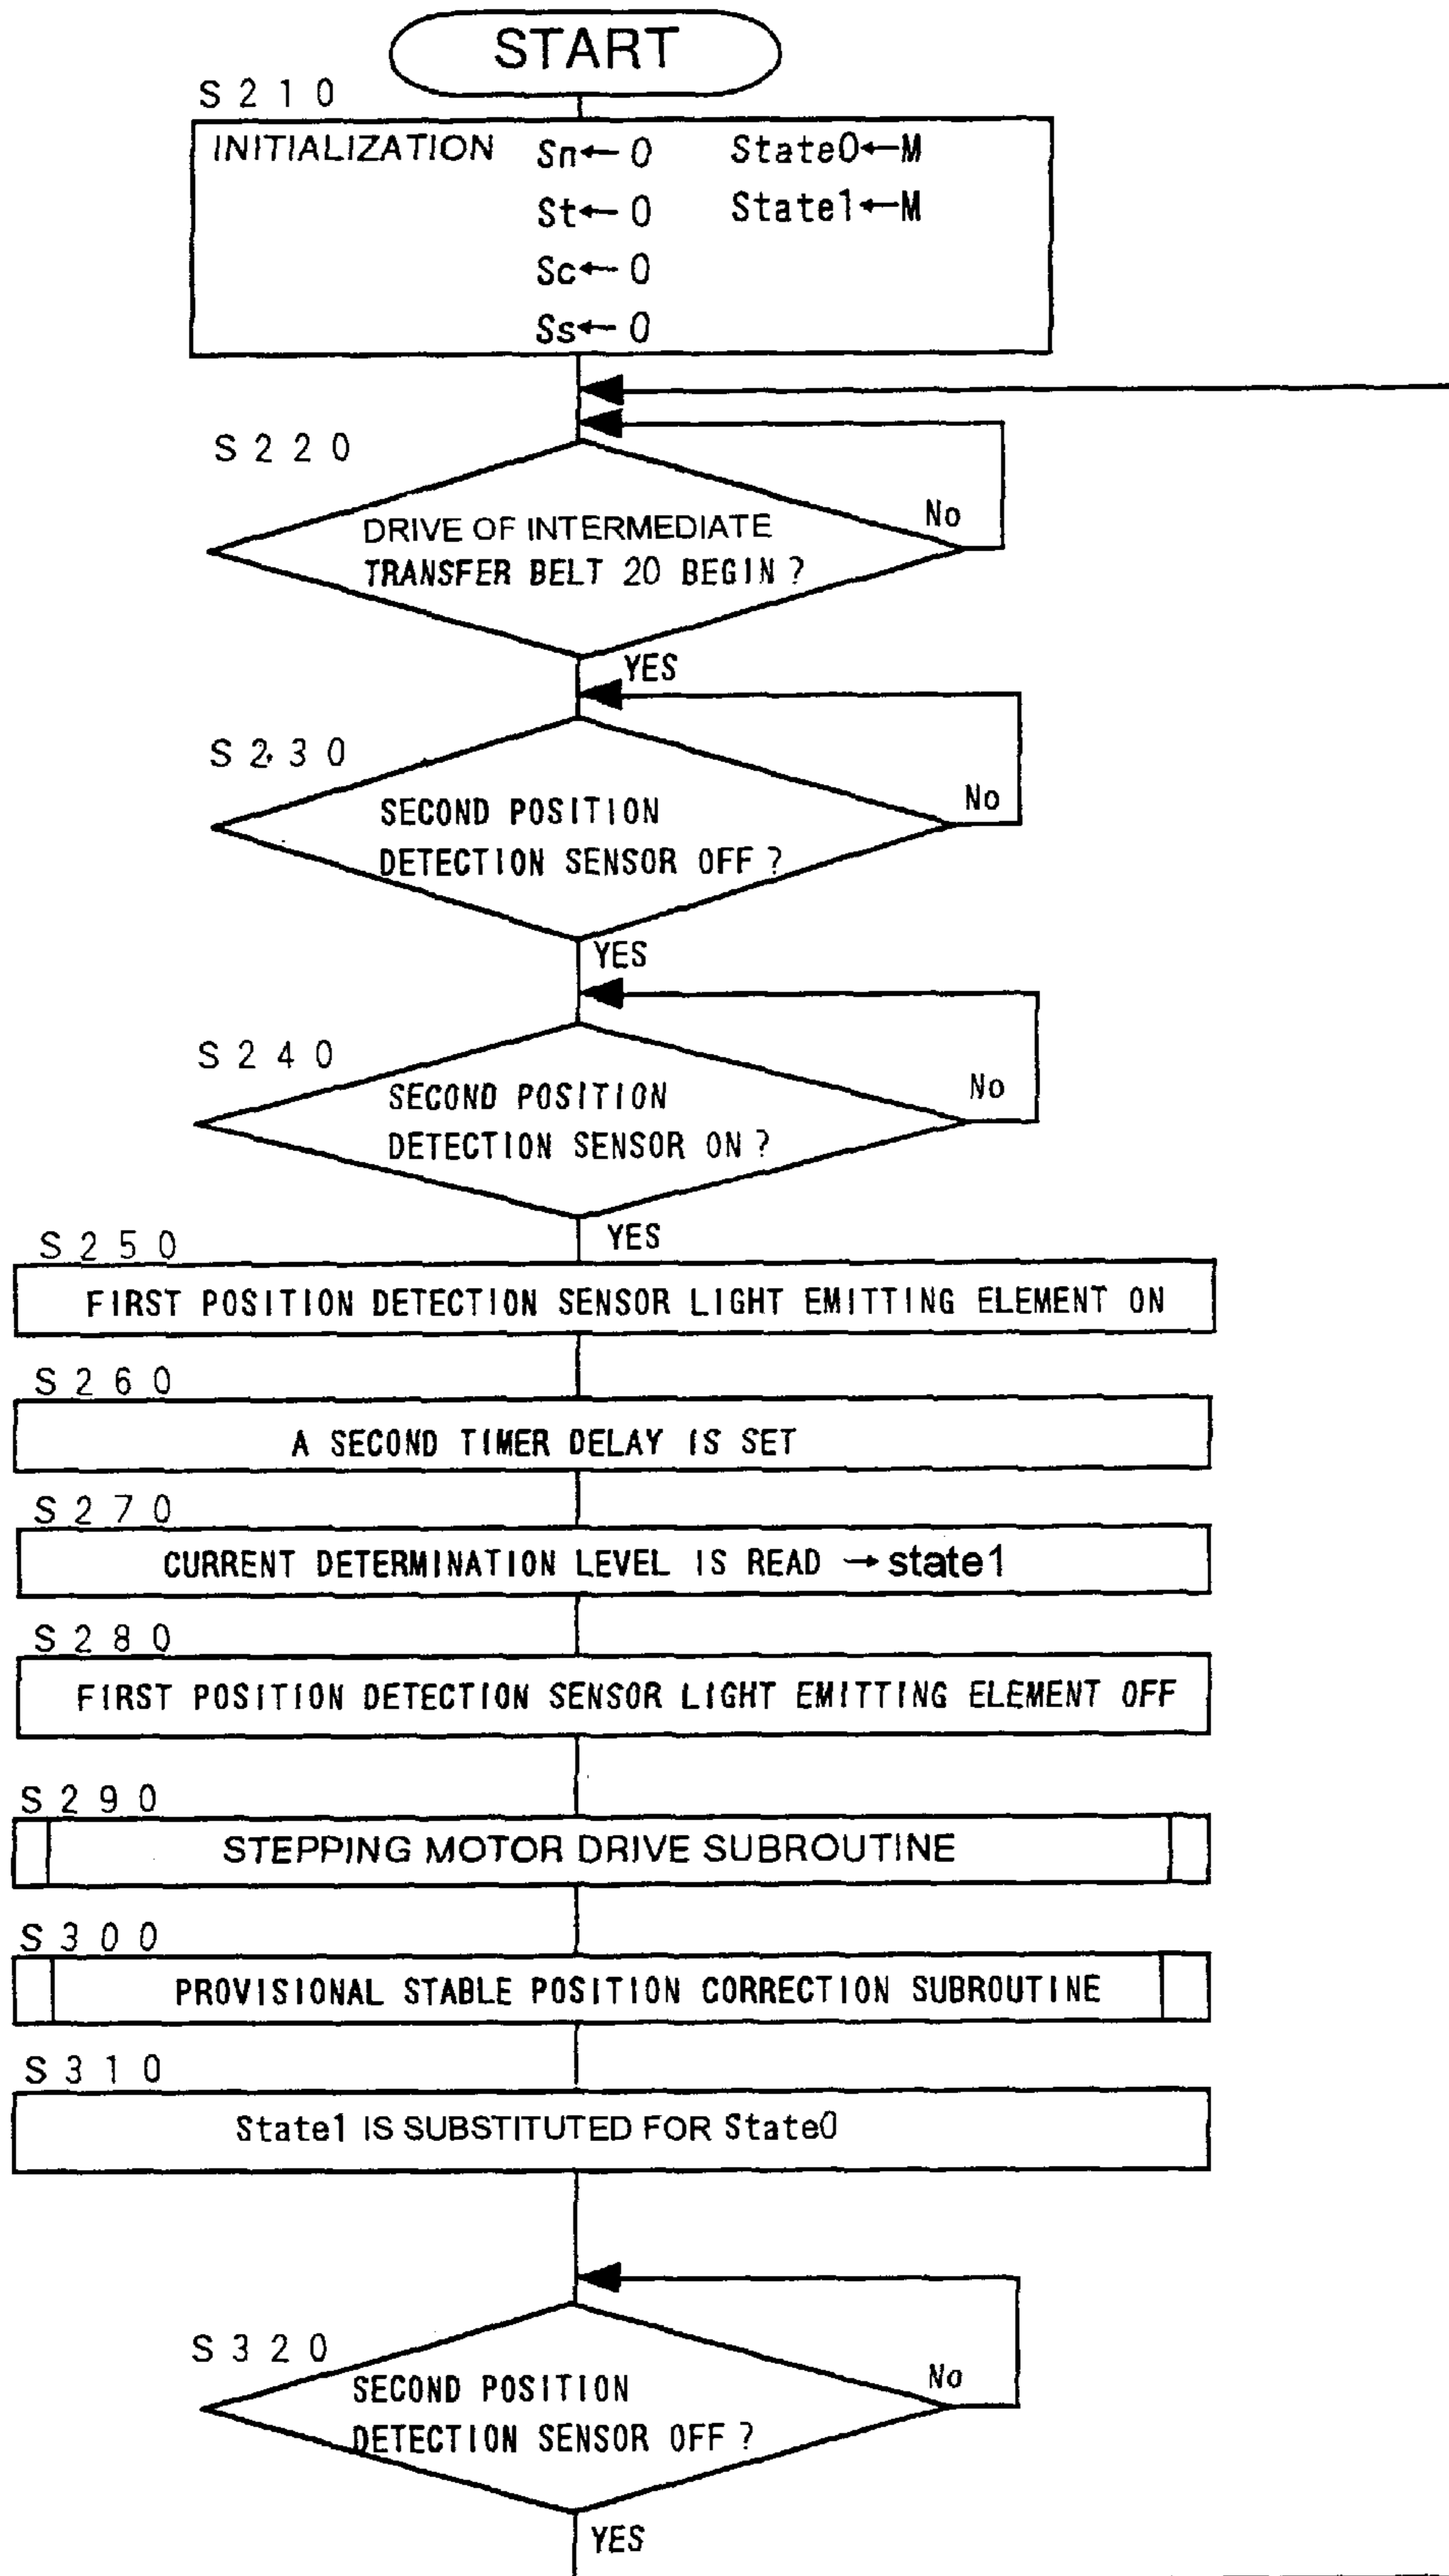 START
S210
INITIALIZATION Sn←0 State0←M
St←0 State1←M
Sc←0
Ss←0
S220
DRIVE OF INTERMEDIATE
No
TRANSFER BELT 20 BEGIN?
YES
S230
SECOND POSITION
No
DETECTION SENSOR OFF?
YES
S240
SECOND POSITION
No
DETECTION SENSOR ON?
YES
S250
FIRST POSITION DETECTION SENSOR LIGHT EMITTING ELEMENT ON
S260
A SECOND TIMER DELAY IS SET
S270
CURRENT DETERMINATION LEVEL IS READ →state1
S280
FIRST POSITION DETECTION SENSOR LIGHT EMITTING ELEMENT OFF
S290
STEPPING MOTOR DRIVE SUBROUTINE
S300
PROVISIONAL STABLE POSITION CORRECTION SUBROUTINE
S310
State1 IS SUBSTITUTED FOR State0
S320
SECOND POSITION
No
DETECTION SENSOR OFF?
YES